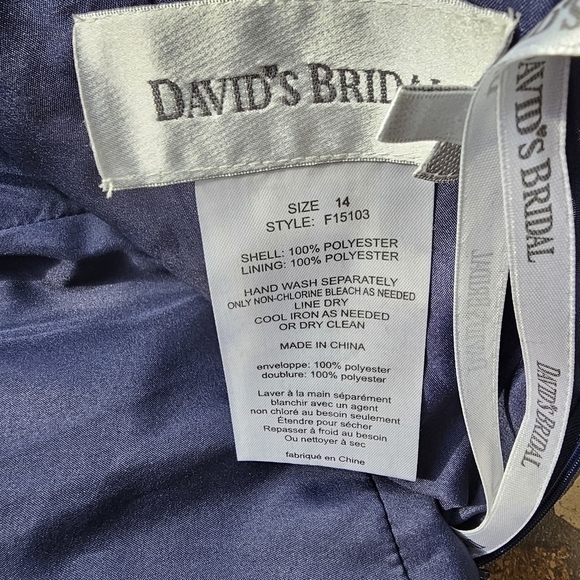 DAVID'S BRIDAL
SIZE 14
STYLE: F15103
SHELL: 100% POLYESTER
LINING: 100% POLYESTER
HAND WASH SEPARATELY
ONLY NON-CHLORINE BLEACH AS NEEDED
LINE DRY
COOL IRON AS NEEDED
OR DRY CLEAN
MADE IN CHINA
enveloppe: 100% polyester
doublure: 100% polyester
Laver à la main séparément
blanchir avec un agent
non chloré au besoin seulement
Étendre pour sécher
Repasser à froid au besoin
Ou nettoyer à sec
fabriqué en Chine
DAVID'S BRIDAL
DAVID'S BRIDAL